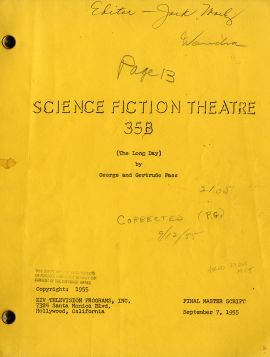 Editor - Jack
Wandra
Page 13
SCIENCE FICTION THEATRE
35B
(The Long Day)
by
George and Gertrude Fass
2/05
CORRECTED (P.G)
9/12/55
Copyright: 1955
ZIV TELEVISION PROGRAMS, INC.
7324 Santa Monica Blvd.
Hollywood, California
FINAL MASTER SCRIPT
September 7, 1955